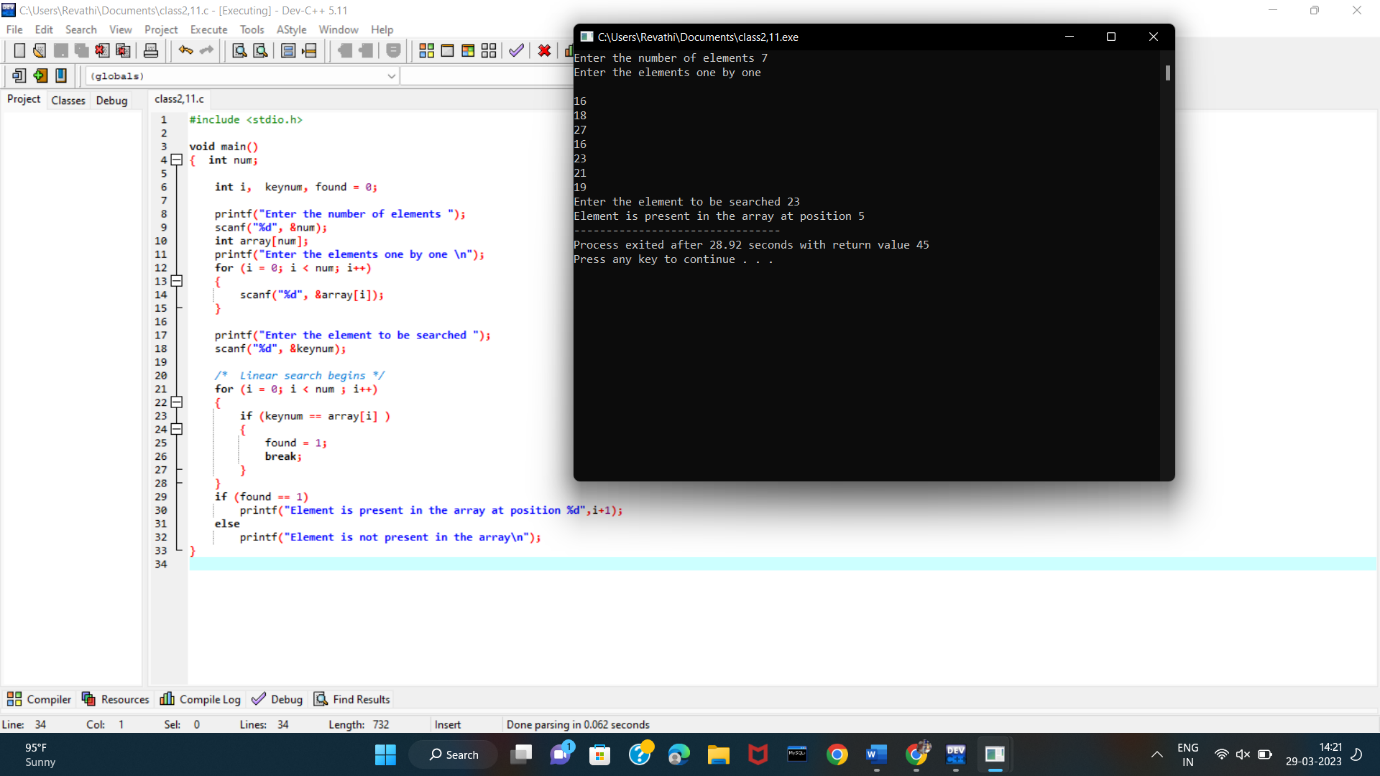 C:\Users\Revathi\Documents\class2,11.c - [Executing] - Dev-C++ 5.11
File Edit Search View Project Execute Tools AStyle Window Help
(globals)
Project Classes Debug
class2,11.c
1 #include <stdio.h>
2
3 void main()
4 { int num;
5
6 int i, keynum, found = 0;
7
8 printf("Enter the number of elements ");
9 scanf("%d", &num);
10 int array[num];
11 printf("Enter the elements one by one \n");
12 for (i = 0; i < num; i++)
13 {
14 scanf("%d", &array[i]);
15 }
16
17 printf("Enter the element to be searched ");
18 scanf("%d", &keynum);
19
20 /* Linear search begins */
21 for (i = 0; i < num ; i++)
22 {
23 if (keynum == array[i] )
24 {
25 found = 1;
26 break;
27 }
28 }
29 if (found == 1)
30 printf("Element is present in the array at position %d",i+1);
31 else
32 printf("Element is not present in the array\n");
33 }
34
C:\Users\Revathi\Documents\class2,11.exe
Enter the number of elements 7
Enter the elements one by one
16
18
27
16
23
21
19
Enter the element to be searched 23
Element is present in the array at position 5
--------------------------------
Process exited after 28.92 seconds with return value 45
Press any key to continue . . .
Compiler Resources Compile Log Debug Find Results
Line: 34 Col: 1 Sel: 0 Lines: 34 Length: 732 Insert Done parsing in 0.062 seconds
95°F
Sunny
Search
1
MySQL
W
DEV
C++
ENG
IN
14:21
29-03-2023